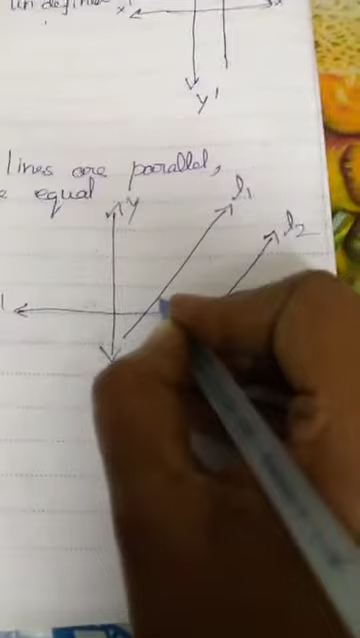 x'
x
y'
lines are parallel,
equal
y
l₁
l₂